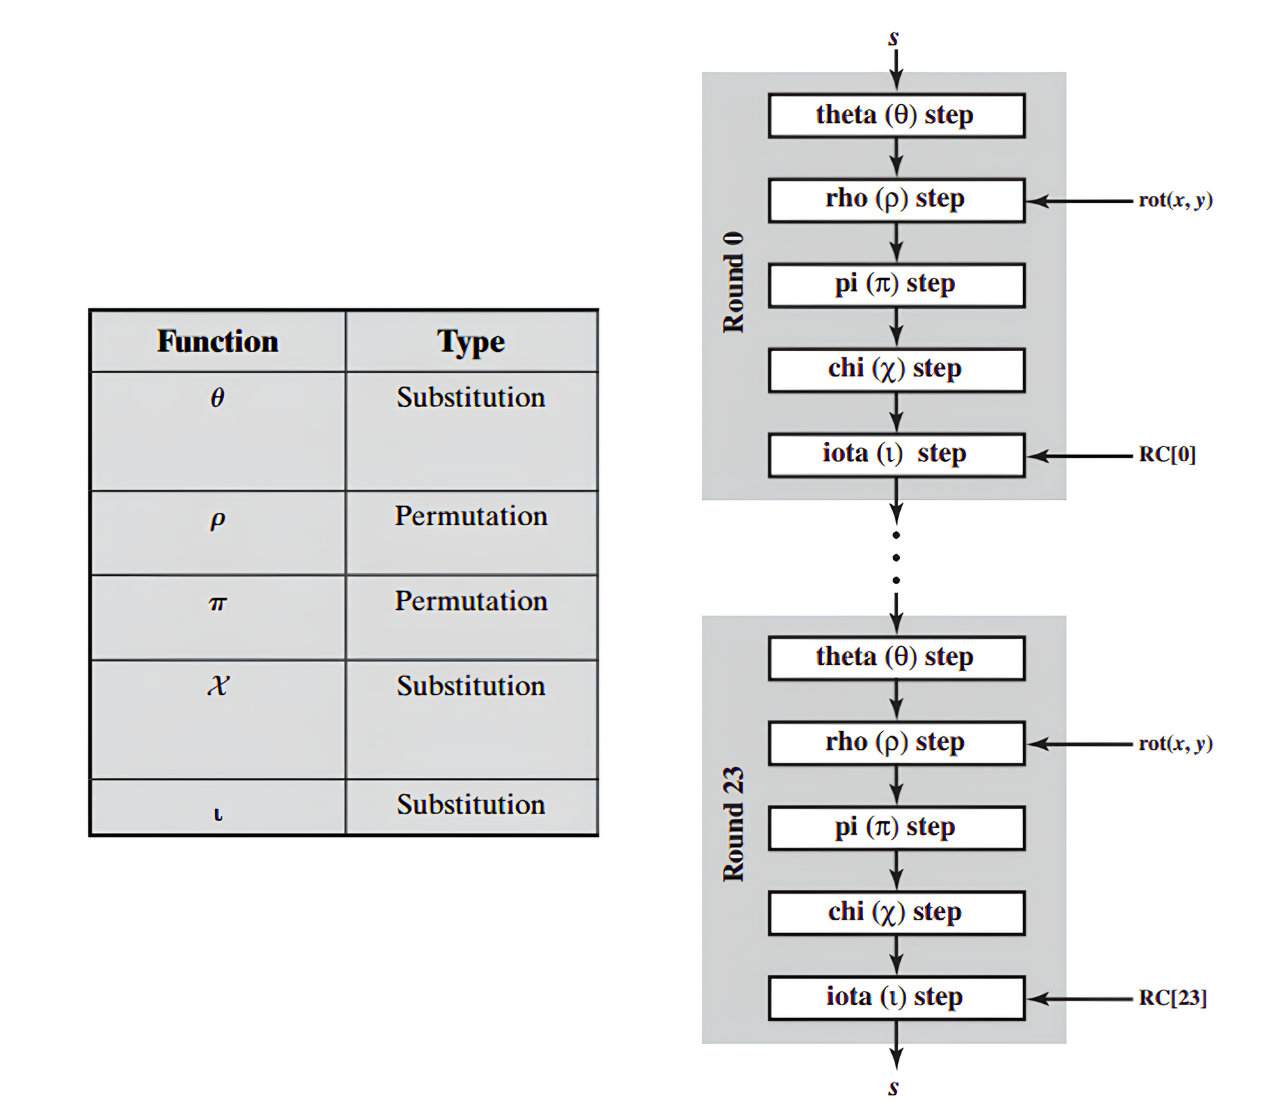 Function Type
θ Substitution
ρ Permutation
π Permutation
χ Substitution
ι Substitution
s
Round 0
theta (θ) step
rho (ρ) step
rot(x, y)
pi (π) step
chi (χ) step
iota (ι) step
RC[0]
Round 23
theta (θ) step
rho (ρ) step
rot(x, y)
pi (π) step
chi (χ) step
iota (ι) step
RC[23]
s